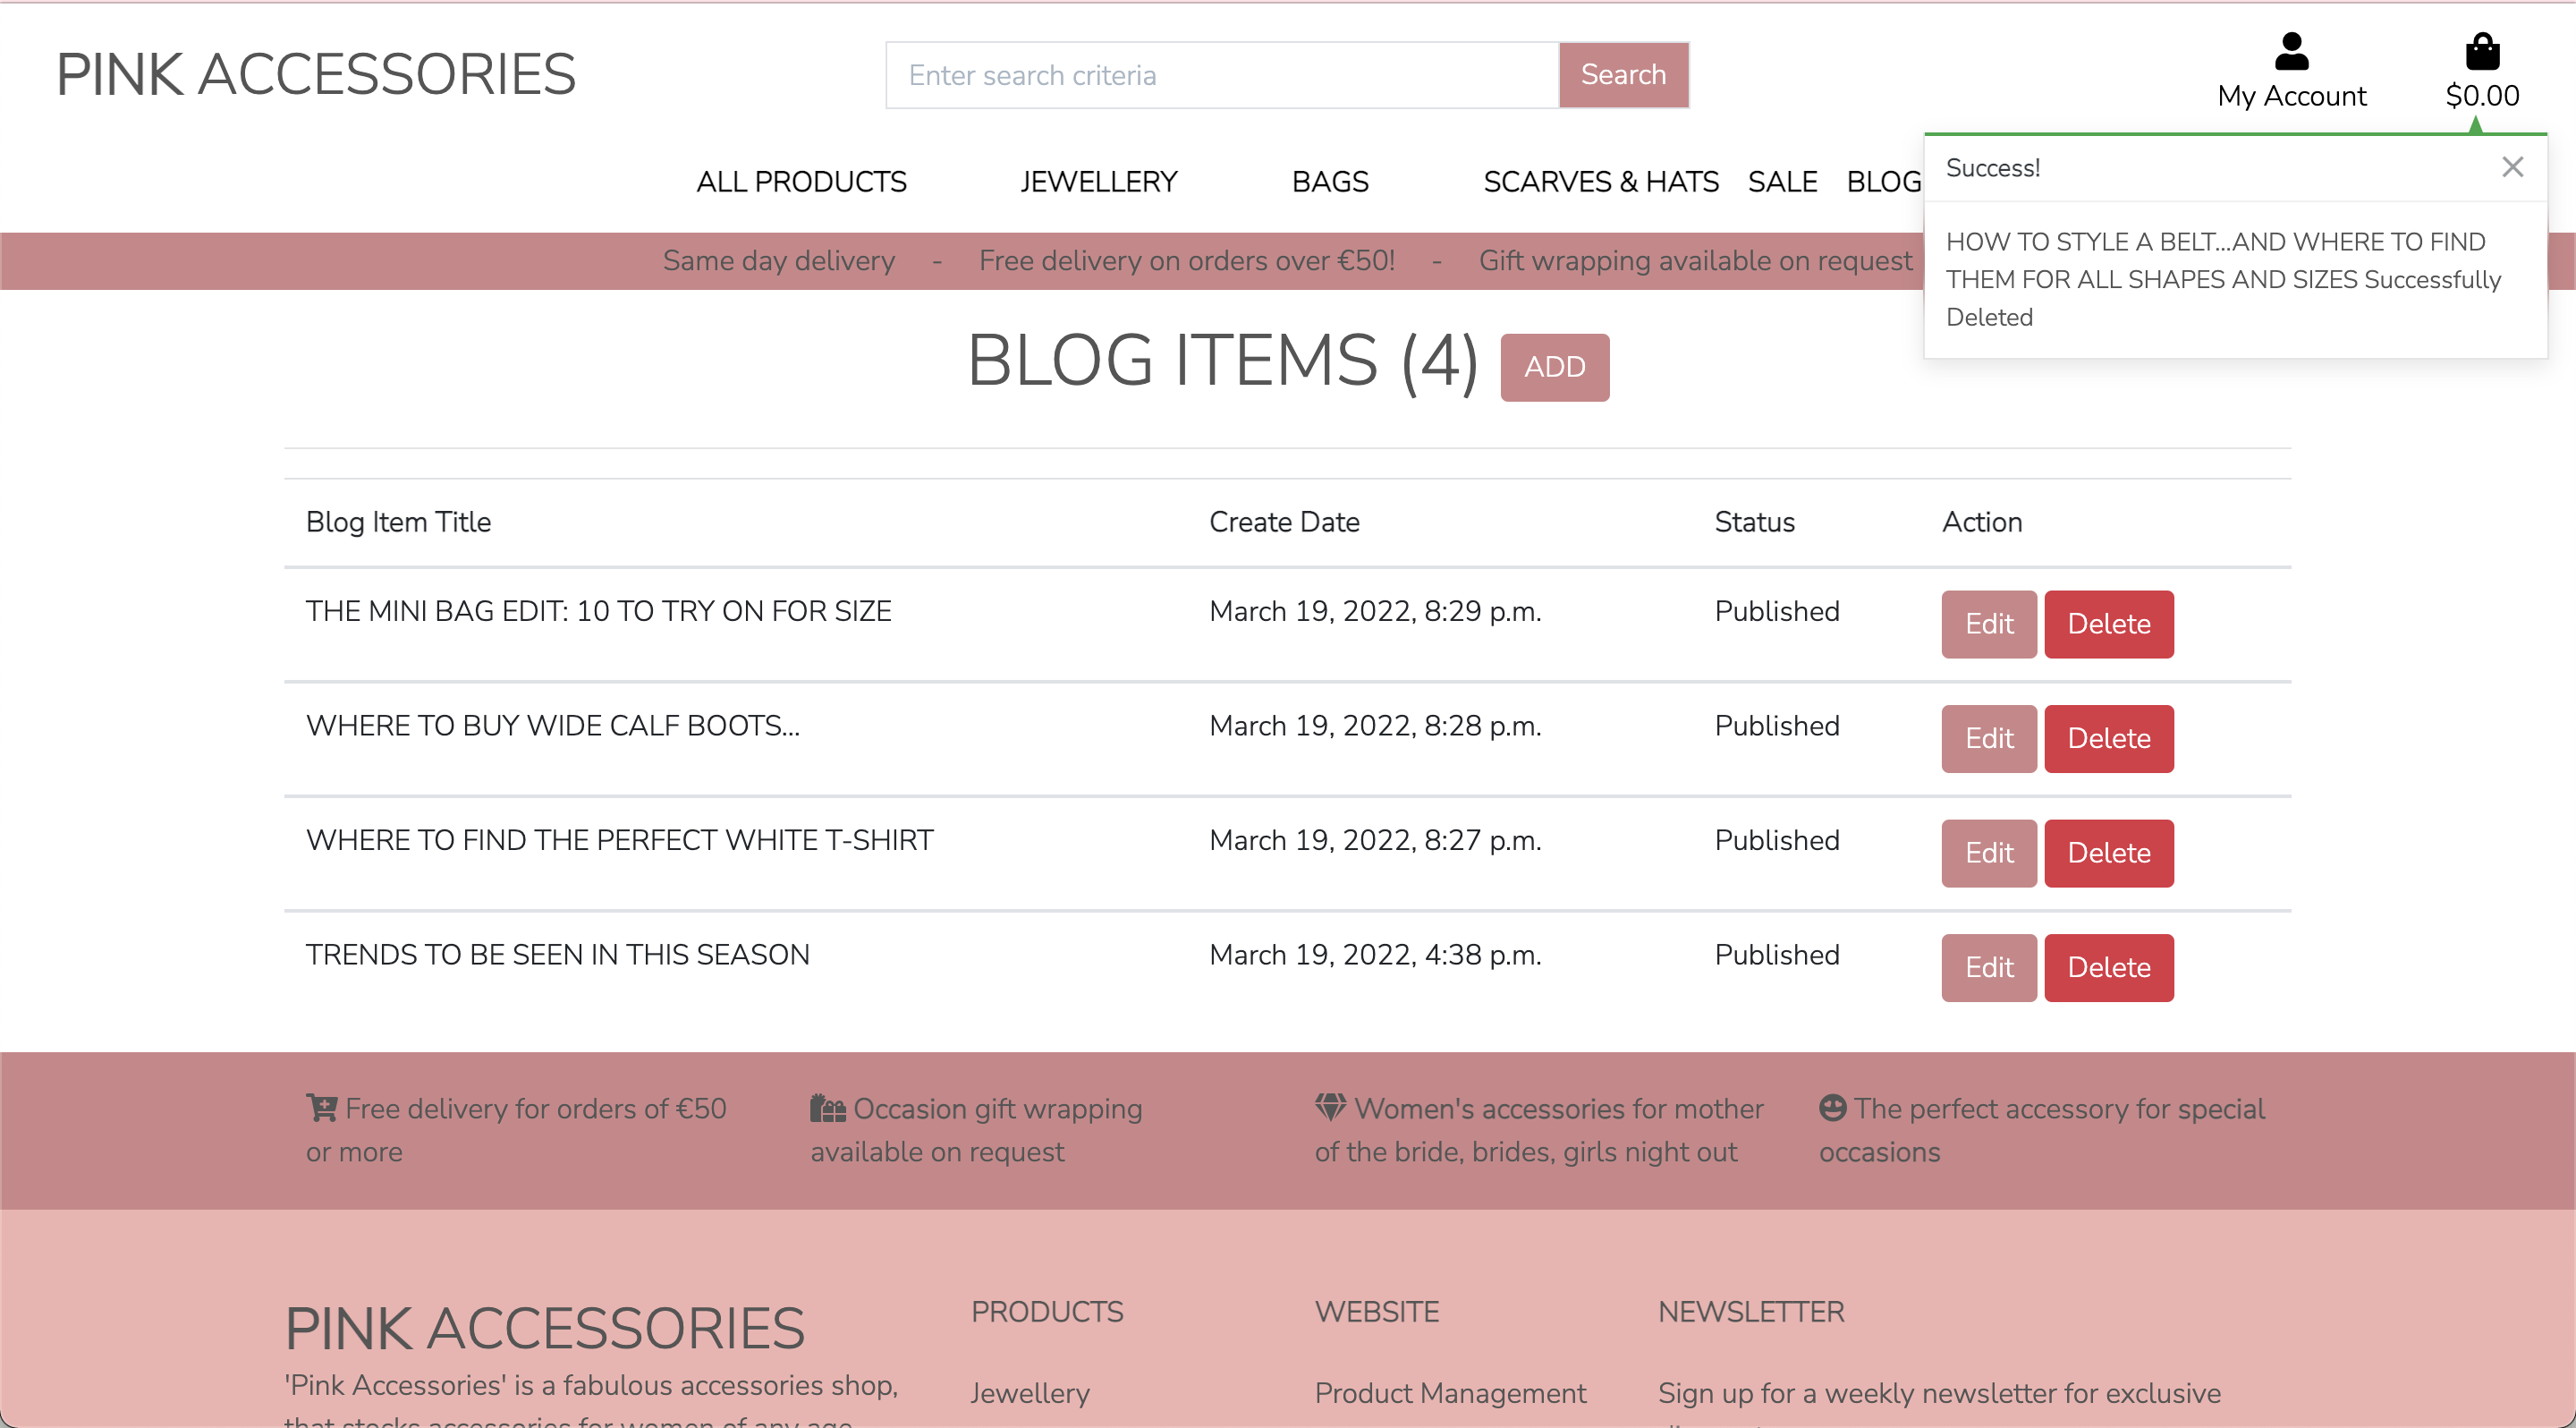 PINK ACCESSORIES
Enter search criteria
Search
My Account
$0.00
ALL PRODUCTS
JEWELLERY
BAGS
SCARVES & HATS
SALE
BLOG
Success!
HOW TO STYLE A BELT...AND WHERE TO FIND
THEM FOR ALL SHAPES AND SIZES Successfully
Deleted
Same day delivery - Free delivery on orders over €50! - Gift wrapping available on request
BLOG ITEMS (4)
ADD
Blog Item Title Create Date Status Action
THE MINI BAG EDIT: 10 TO TRY ON FOR SIZE March 19, 2022, 8:29 p.m. Published Edit Delete
WHERE TO BUY WIDE CALF BOOTS... March 19, 2022, 8:28 p.m. Published Edit Delete
WHERE TO FIND THE PERFECT WHITE T-SHIRT March 19, 2022, 8:27 p.m. Published Edit Delete
TRENDS TO BE SEEN IN THIS SEASON March 19, 2022, 4:38 p.m. Published Edit Delete
Free delivery for orders of €50
or more
Occasion gift wrapping
available on request
Women's accessories for mother
of the bride, brides, girls night out
The perfect accessory for special
occasions
PINK ACCESSORIES
'Pink Accessories' is a fabulous accessories shop,
that stocks accessories for women of any age
PRODUCTS
Jewellery
WEBSITE
Product Management
NEWSLETTER
Sign up for a weekly newsletter for exclusive